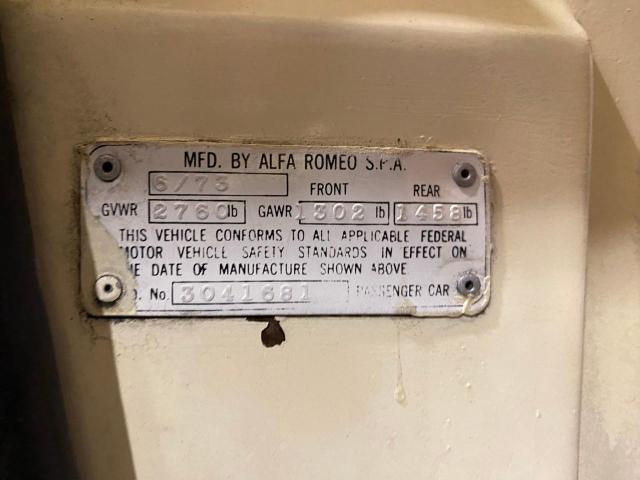 MFD. BY ALFA ROMEO S.P.A.
6/73 FRONT REAR
GVWR 2760 lb GAWR 1302 lb 1458 lb
THIS VEHICLE CONFORMS TO ALL APPLICABLE FEDERAL
MOTOR VEHICLE SAFETY STANDARDS IN EFFECT ON
HE DATE OF MANUFACTURE SHOWN ABOVE
D. No. 3041681 PASSENGER CAR